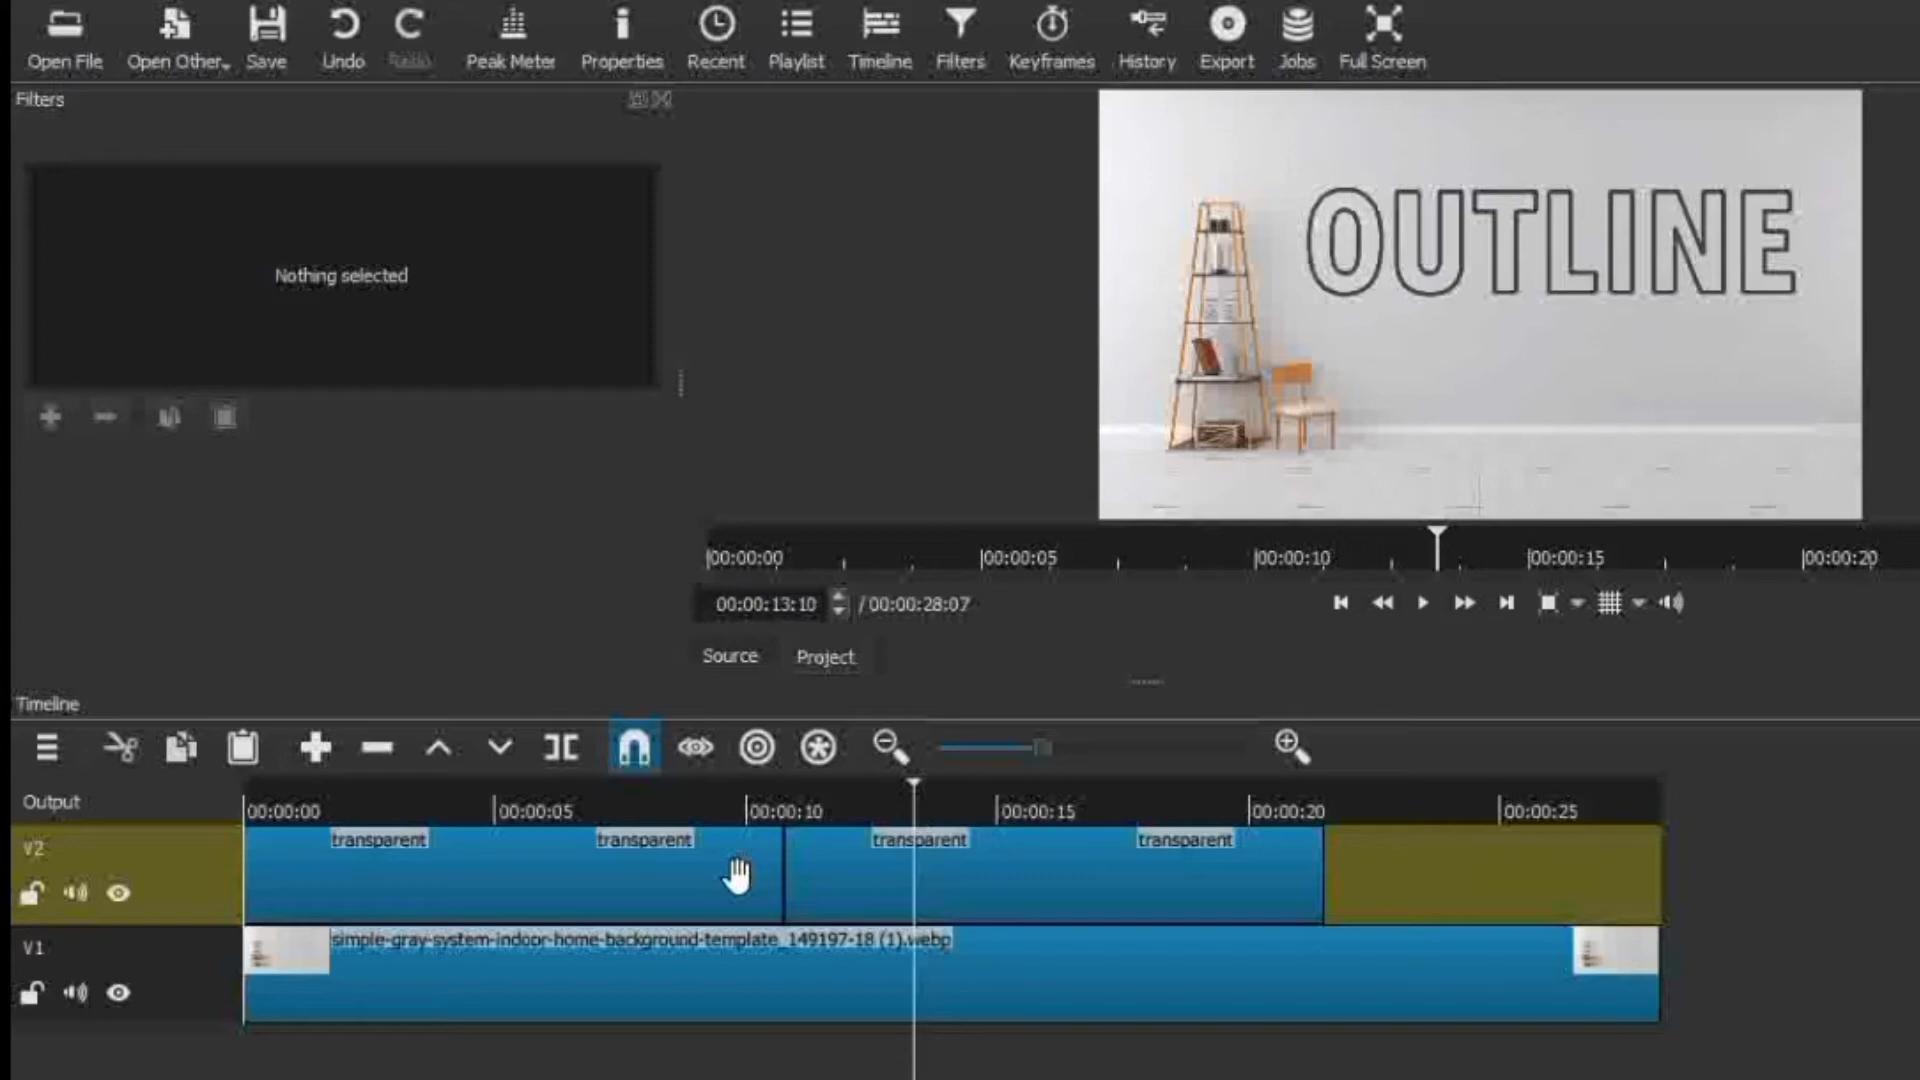 Open File Open Other Save Undo Redo Peak Meter Properties Recent Playlist Timeline Filters Keyframes History Export Jobs Full Screen
Filters
Nothing selected
OUTLINE
00:00:00 00:00:05 00:00:10 00:00:15 00:00:20
00:00:13:10 / 00:00:28:07
Source Project
Timeline
Output 00:00:00 00:00:05 00:00:10 00:00:15 00:00:20 00:00:25
V2 transparent transparent transparent transparent
V1 simple-gray-system-indoor-home-background-template_149197-18 (1).webp